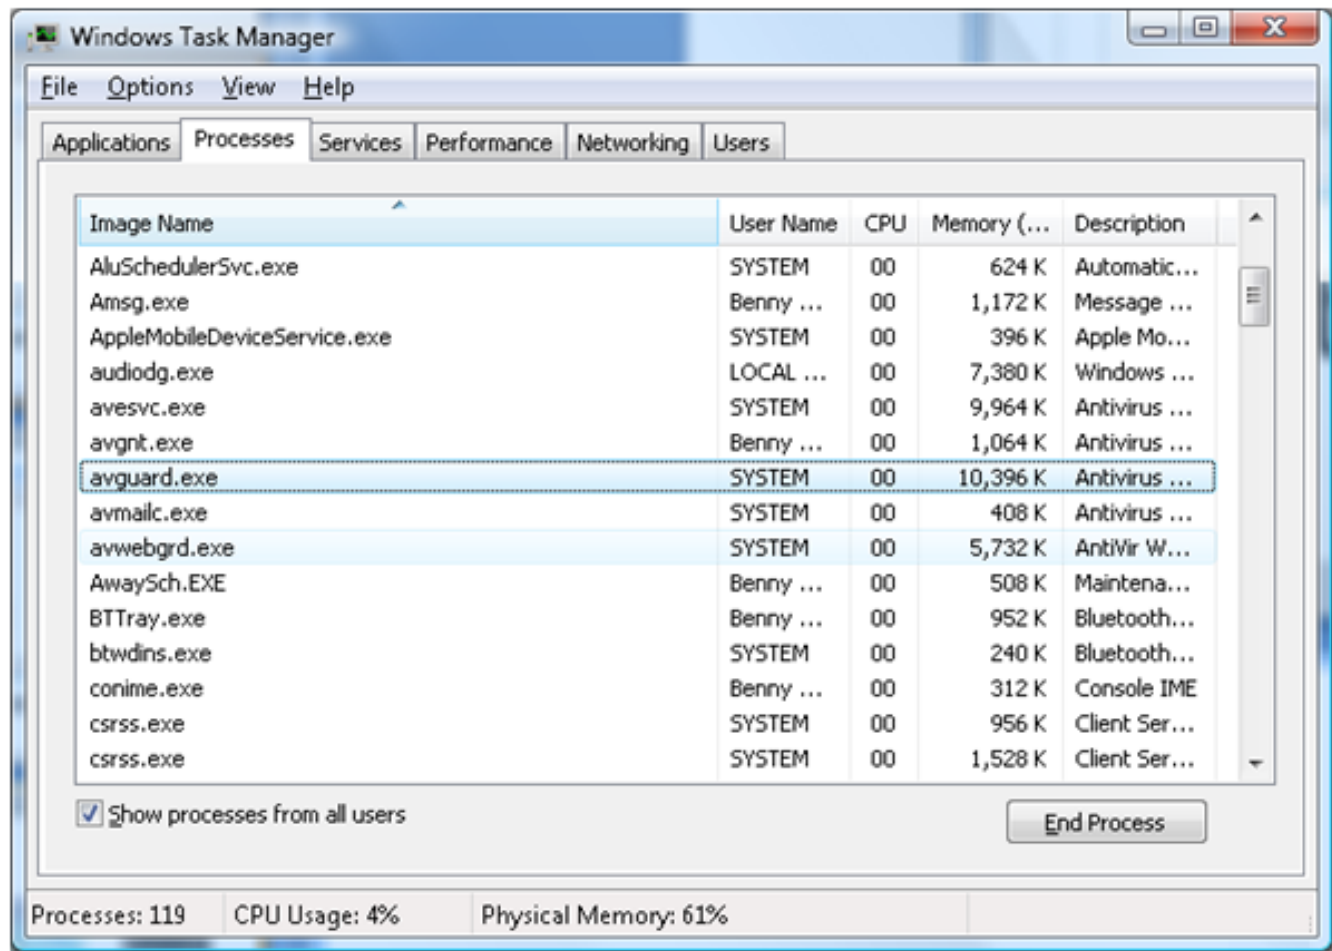 Windows Task Manager
File Options View Help
Applications Processes Services Performance Networking Users
Image Name User Name CPU Memory (... Description
AluSchedulerSvc.exe SYSTEM 00 624 K Automatic...
Amsg.exe Benny ... 00 1,172 K Message ...
AppleMobileDeviceService.exe SYSTEM 00 396 K Apple Mo...
audiodg.exe LOCAL ... 00 7,380 K Windows ...
avesvc.exe SYSTEM 00 9,964 K Antivirus ...
avgnt.exe Benny ... 00 1,064 K Antivirus ...
avguard.exe SYSTEM 00 10,396 K Antivirus ...
avmailc.exe SYSTEM 00 408 K Antivirus ...
avwebgrd.exe SYSTEM 00 5,732 K AntiVir W...
AwaySch.EXE Benny ... 00 508 K Maintena...
BTTray.exe Benny ... 00 952 K Bluetooth...
btwdins.exe SYSTEM 00 240 K Bluetooth...
conime.exe Benny ... 00 312 K Console IME
csrss.exe SYSTEM 00 956 K Client Ser...
csrss.exe SYSTEM 00 1,528 K Client Ser...
Show processes from all users
End Process
Processes: 119 CPU Usage: 4% Physical Memory: 61%